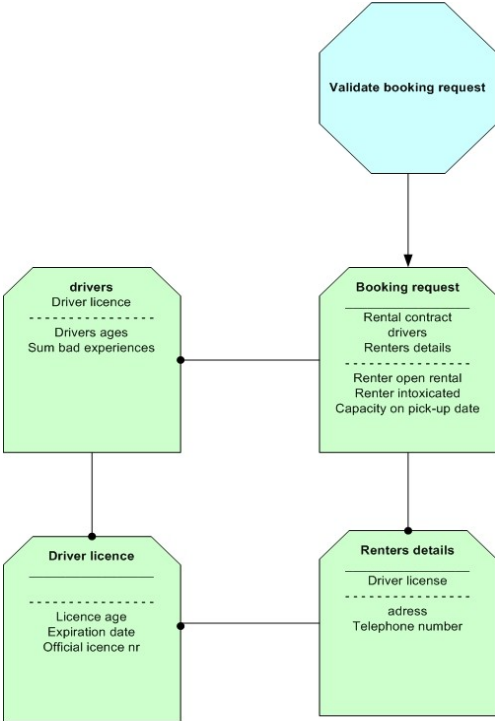 Validate booking request
drivers
Driver licence
Drivers ages
Sum bad experiences
Booking request
Rental contract
drivers
Renters details
Renter open rental
Renter intoxicated
Capacity on pick-up date
Driver licence
Licence age
Expiration date
Official icence nr
Renters details
Driver license
adress
Telephone number